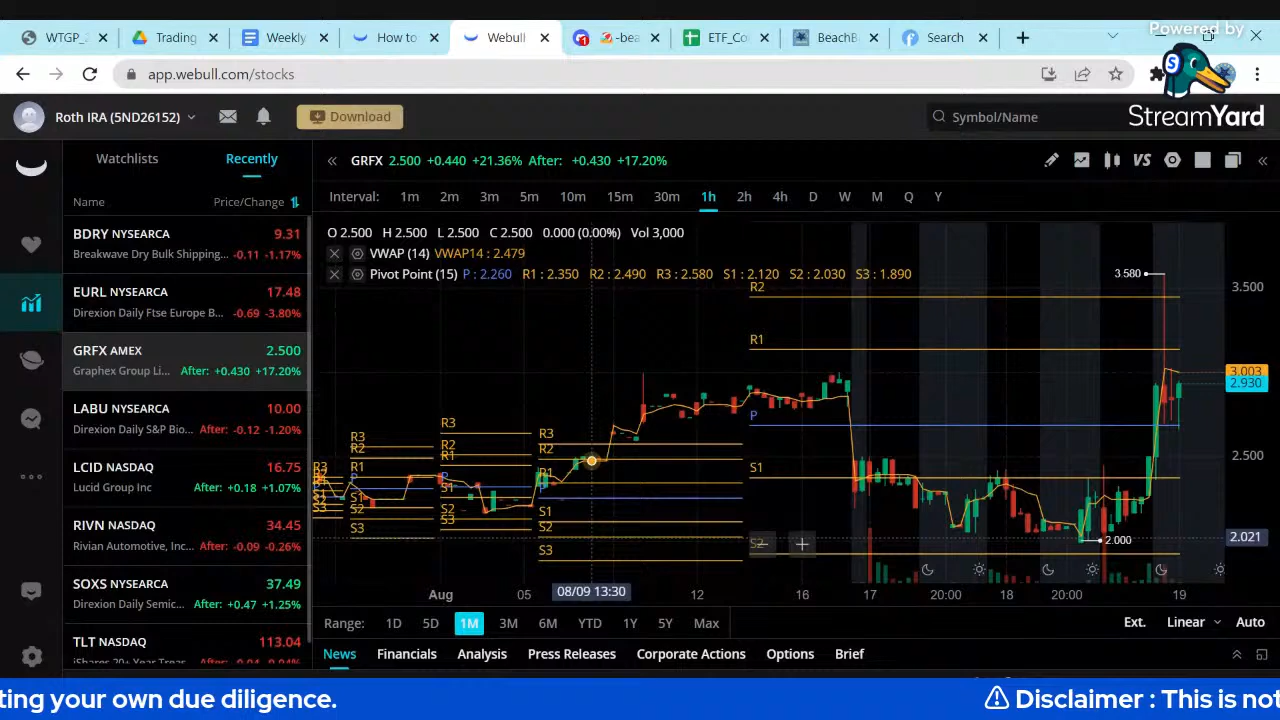 Powered by
StreamYard
WTGP_
Trading
Weekly
How to
Webull
-bea
ETF_Co
BeachB
Search
app.webull.com/stocks
Roth IRA (5ND26152)
Download
Symbol/Name
Watchlists
Recently
GRFX 2.500 +0.440 +21.36% After: +0.430 +17.20%
VS
Name
Price/Change
Interval: 1m 2m 3m 5m 10m 15m 30m 1h 2h 4h D W M Q Y
BDRY NYSEARCA 9.31
Breakwave Dry Bulk Shipping... -0.11 -1.17%
EURL NYSEARCA 17.48
Direxion Daily Ftse Europe B... -0.69 -3.80%
GRFX AMEX 2.500
Graphex Group Li... After: +0.430 +17.20%
LABU NYSEARCA 10.00
Direxion Daily S&P Bio... After: -0.12 -1.20%
LCID NASDAQ 16.75
Lucid Group Inc After: +0.18 +1.07%
RIVN NASDAQ 34.45
Rivian Automotive, Inc... After: -0.09 -0.26%
SOXS NYSEARCA 37.49
Direxion Daily Semic... After: +0.47 +1.25%
TLT NASDAQ 113.04
O 2.500 H 2.500 L 2.500 C 2.500 0.000 (0.00%) Vol 3,000
VWAP (14) VWAP14 : 2.479
Pivot Point (15) P : 2.260 R1 : 2.350 R2 : 2.490 R3 : 2.580 S1 : 2.120 S2 : 2.030 S3 : 1.890
R2
R1
P
S1
S2
R3
R2
R1
S1
S2
S3
R3
R2
R1
P
S1
S2
S3
R3
R2
R1
P
S1
S2
S3
3.580
2.000
3.500
3.003
2.930
2.500
2.021
Aug
05
08/09 13:30
12
16
17
20:00
18
20:00
19
Range: 1D 5D 1M 3M 6M YTD 1Y 5Y Max
Ext. Linear Auto
News Financials Analysis Press Releases Corporate Actions Options Brief
ting your own due diligence.
Disclaimer : This is not